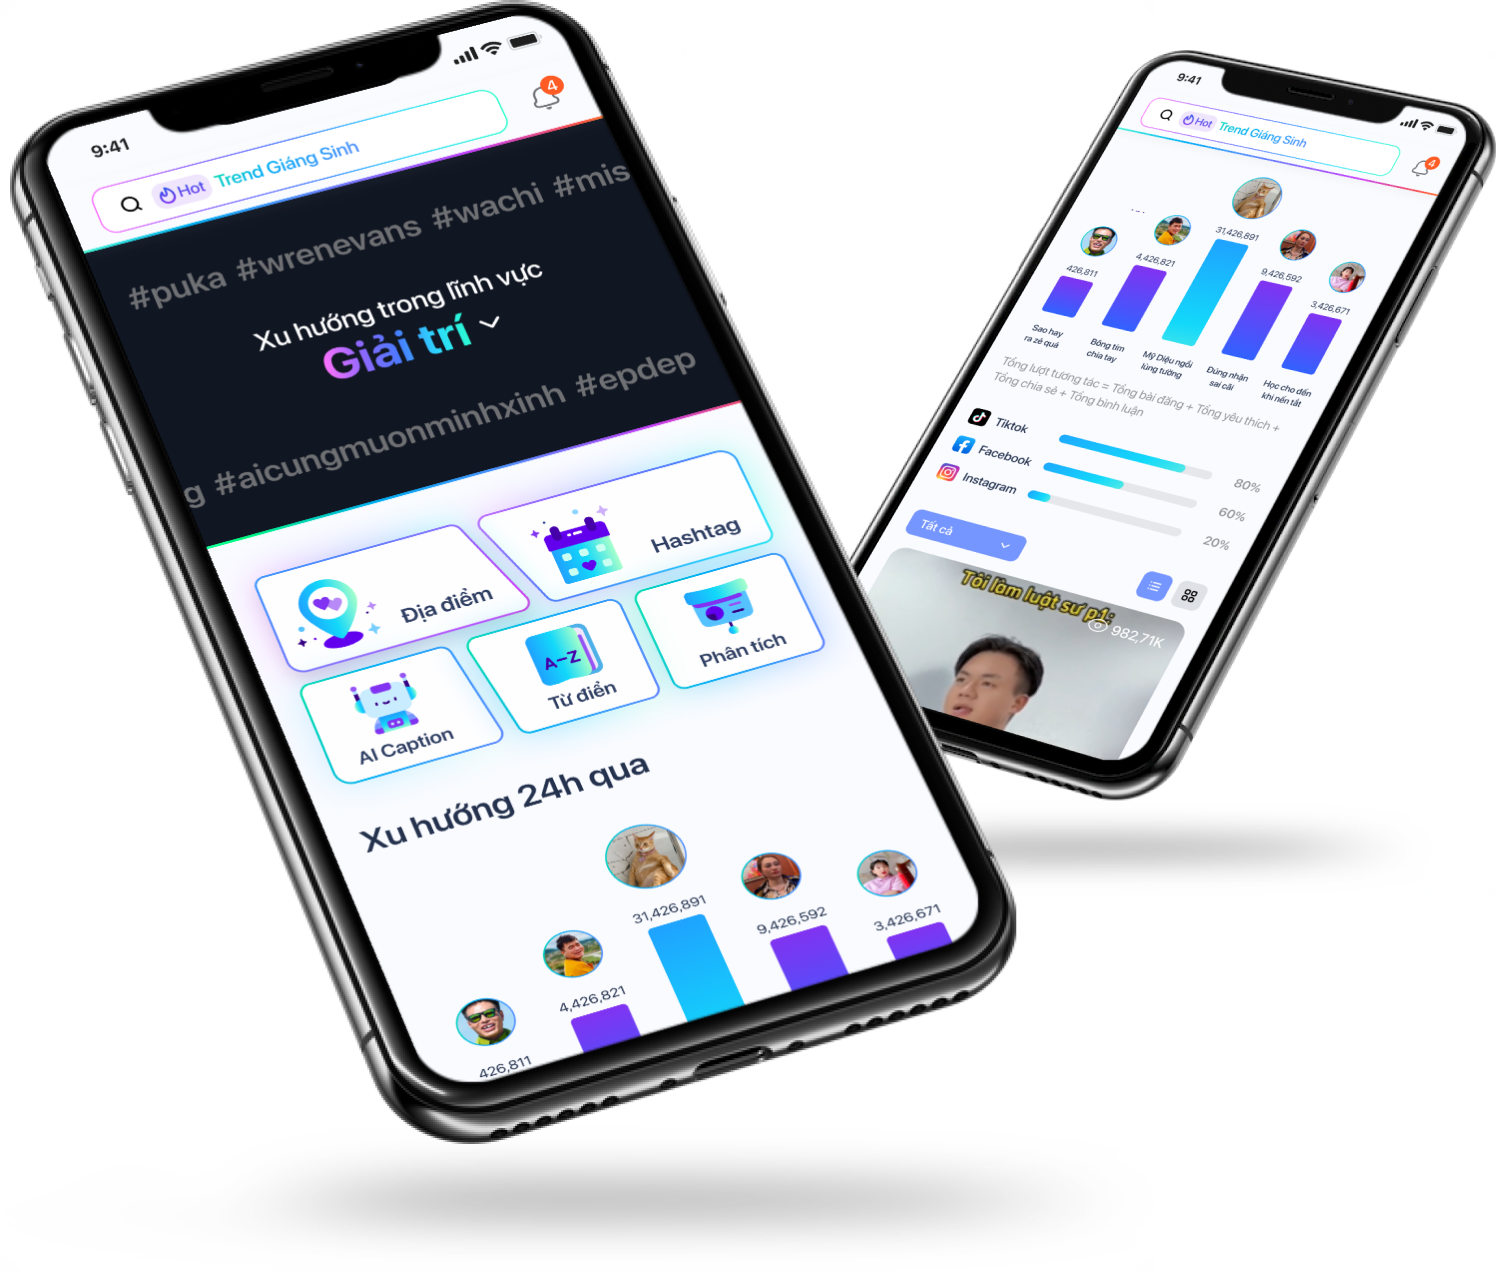 9:41
Hot Trend Giáng Sinh
4
#puka #wrenevans #wachi #mis
Xu hướng trong lĩnh vực
Giải trí
g #aicungmuonminhxinh #epdep
Địa điểm
Hashtag
AI Caption
A-Z
Từ điển
Phân tích
Xu hướng 24h qua
426,811
4,426,821
31,426,891
9,426,592
3,426,671
9:41
Hot Trend Giáng Sinh
4
426,811
4,426,821
31,426,891
9,426,592
3,426,671
Sao hay
ra zẻ quá
Bông tím
chia tay
Mỹ Diệu ngồi
lúng túng
Đúng nhận
sai cãi
Học cho đến
khi nến tắt
Tổng lượt tương tác = Tổng bài đăng + Tổng yêu thích +
Tổng chia sẻ + Tổng bình luận
Tiktok
80%
Facebook
60%
Instagram
20%
Tất cả
Tôi làm luật sư p1:
982,71K